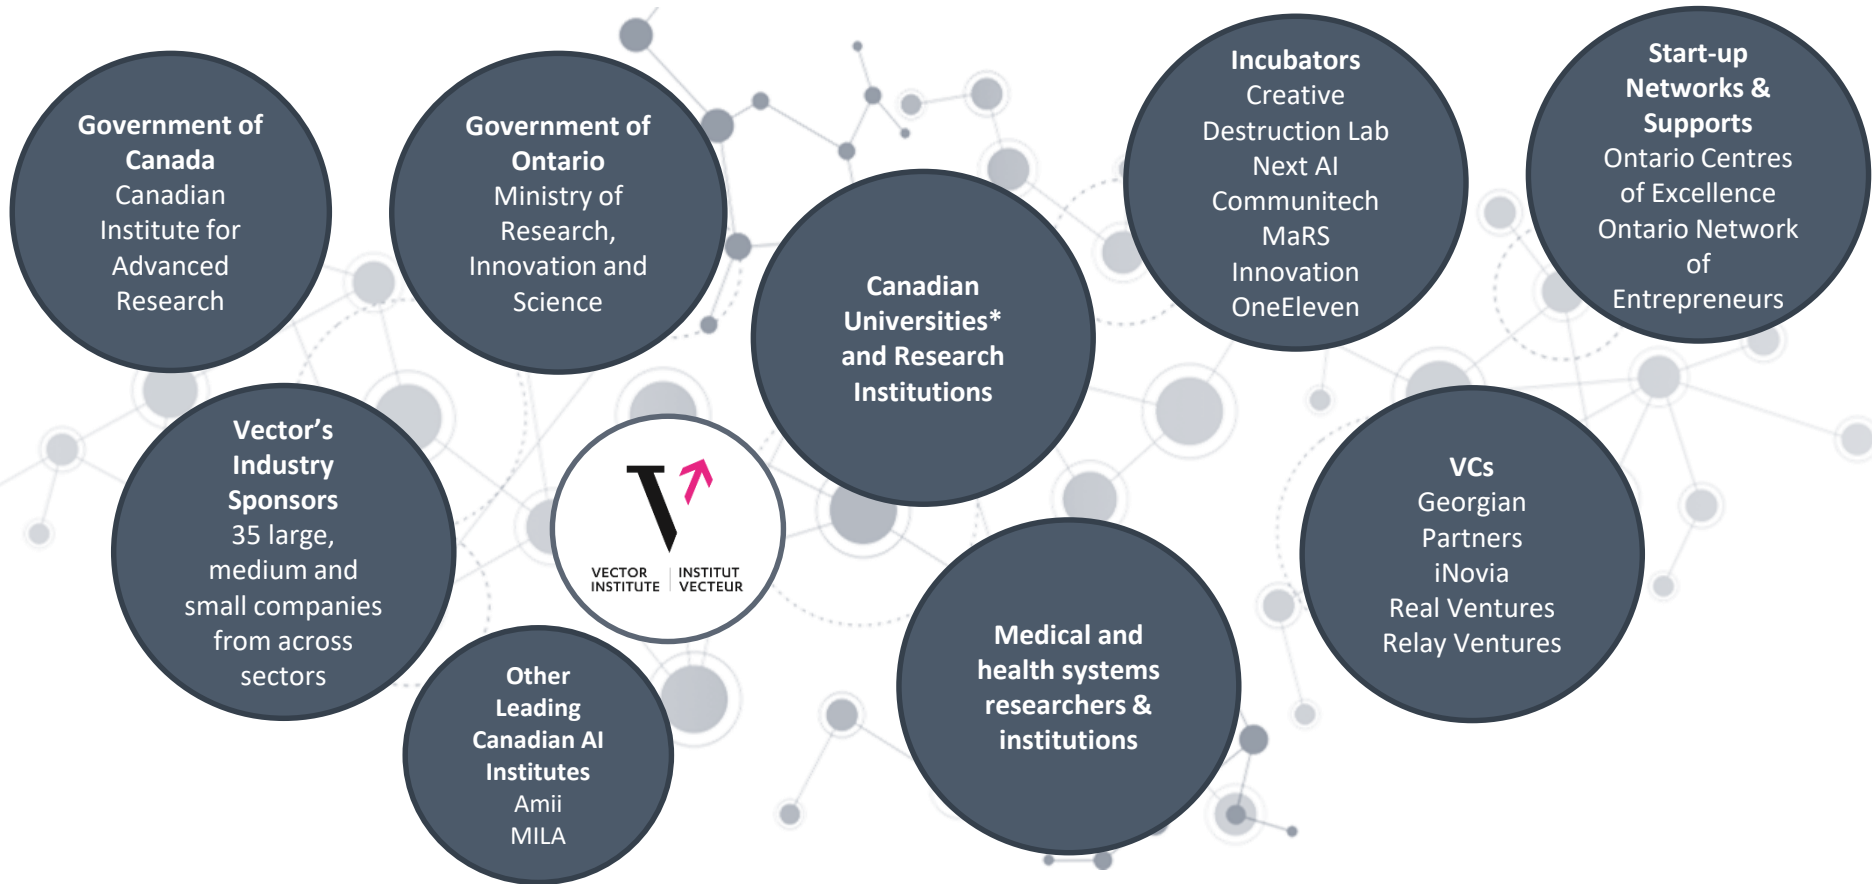 Government of
Canada
Canadian
Institute for
Advanced
Research
Government of
Ontario
Ministry of
Research,
Innovation and
Science
Canadian
Universities*
and Research
Institutions
Incubators
Creative
Destruction Lab
Next AI
Communitech
MaRS
Innovation
OneEleven
Start-up
Networks &
Supports
Ontario Centres
of Excellence
Ontario Network
of
Entrepreneurs
Vector’s
Industry
Sponsors
35 large,
medium and
small companies
from across
sectors
VECTOR
INSTITUTE
INSTITUT
VECTEUR
Other
Leading
Canadian AI
Institutes
Amii
MILA
Medical and
health systems
researchers &
institutions
VCs
Georgian
Partners
iNovia
Real Ventures
Relay Ventures